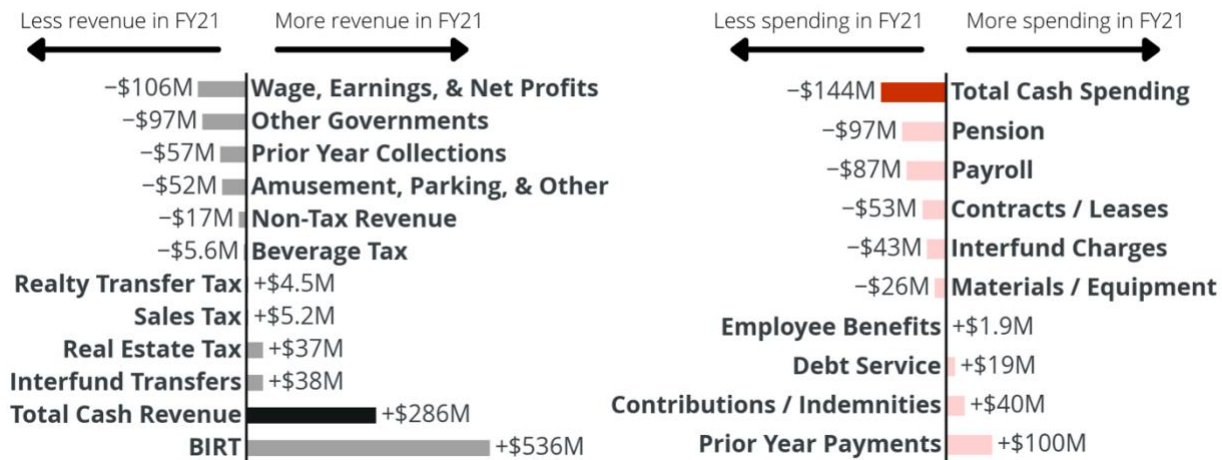 Less revenue in FY21
More revenue in FY21
−$106M Wage, Earnings, & Net Profits
−$97M Other Governments
−$57M Prior Year Collections
−$52M Amusement, Parking, & Other
−$17M Non-Tax Revenue
−$5.6M Beverage Tax
Realty Transfer Tax +$4.5M
Sales Tax +$5.2M
Real Estate Tax +$37M
Interfund Transfers +$38M
Total Cash Revenue +$286M
BIRT +$536M
Less spending in FY21
More spending in FY21
−$144M Total Cash Spending
−$97M Pension
−$87M Payroll
−$53M Contracts / Leases
−$43M Interfund Charges
−$26M Materials / Equipment
Employee Benefits +$1.9M
Debt Service +$19M
Contributions / Indemnities +$40M
Prior Year Payments +$100M